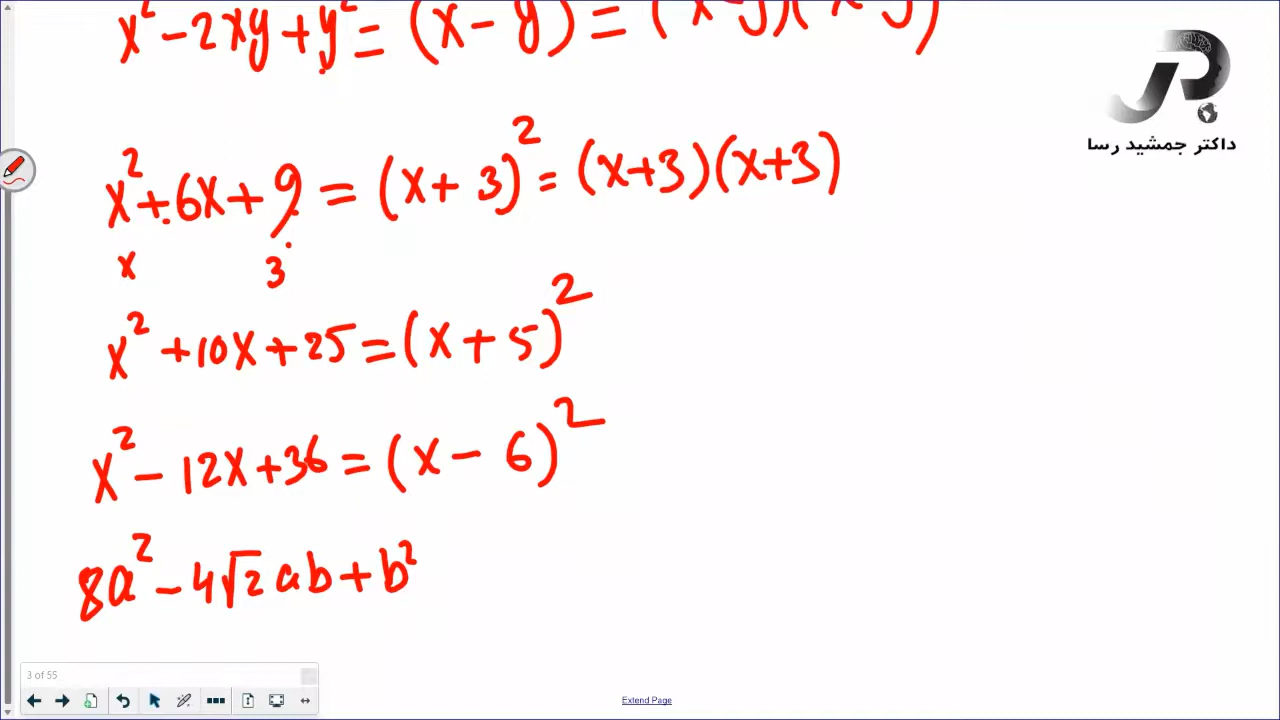 x² - 2xy + y² = (x - y) = (x - y)(x - y)
داکتر جمشید رسا
x² + 6x + 9 = (x + 3)² = (x + 3)(x + 3)
x 3
x² + 10x + 25 = (x + 5)²
x² - 12x + 36 = (x - 6)²
8a² - 4√2 ab + b²
3 of 55
Extend Page